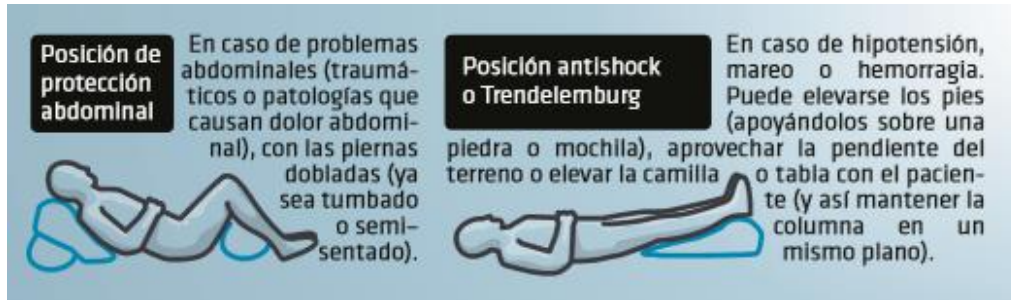 Posición de
protección
abdominal
En caso de problemas
abdominales (traumá-
ticos o patologías que
causan dolor abdomi-
nal), con las piernas
dobladas (ya
sea tumbado
o semi-
sentado).
Posición antishock
o Trendelemburg
En caso de hipotensión,
mareo o hemorragia.
Puede elevarse los pies
(apoyándolos sobre una
piedra o mochila), aprovechar la pendiente del
terreno o elevar la camilla o tabla con el pacien-
te (y así mantener la
columna en un
mismo plano).